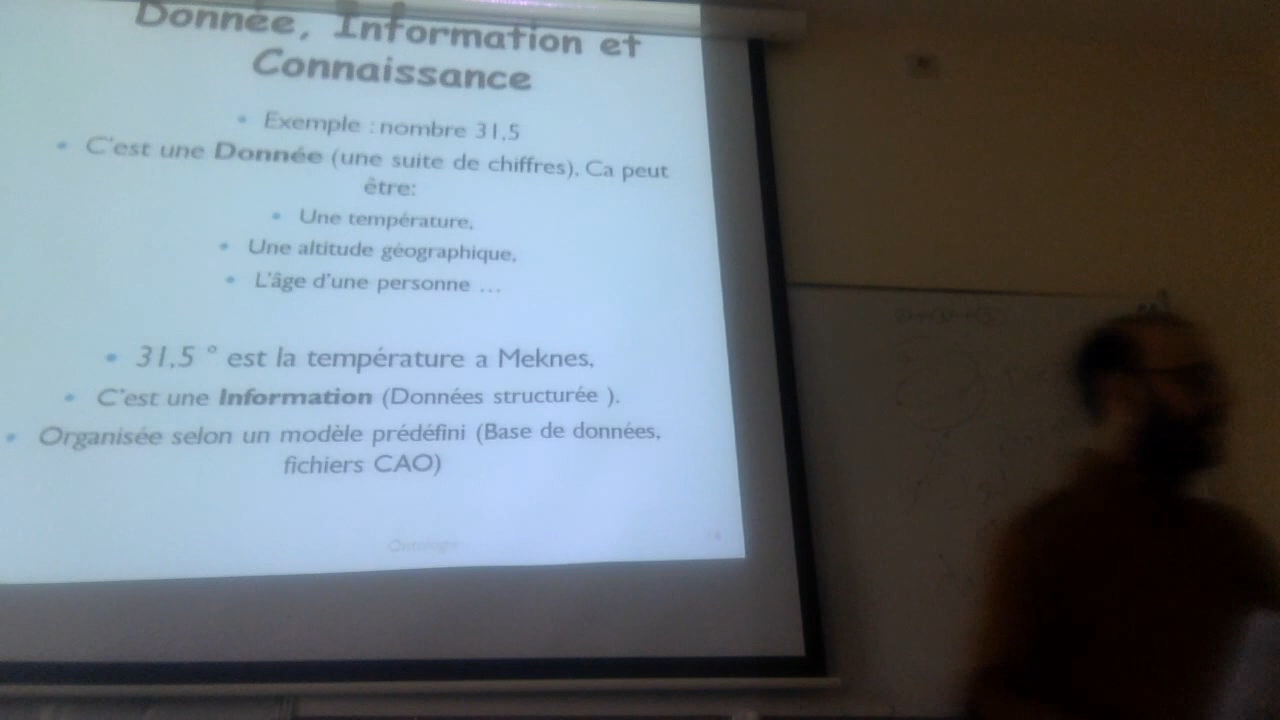 Donnée, Information et
Connaissance
• Exemple : nombre 31,5
• C'est une Donnée (une suite de chiffres), Ca peut
être:
• Une température,
• Une altitude géographique,
• L'âge d'une personne …
• 31,5 ° est la température a Meknes,
• C'est une Information (Données structurée ).
• Organisée selon un modèle prédéfini (Base de données,
fichiers CAO)
Ontologie